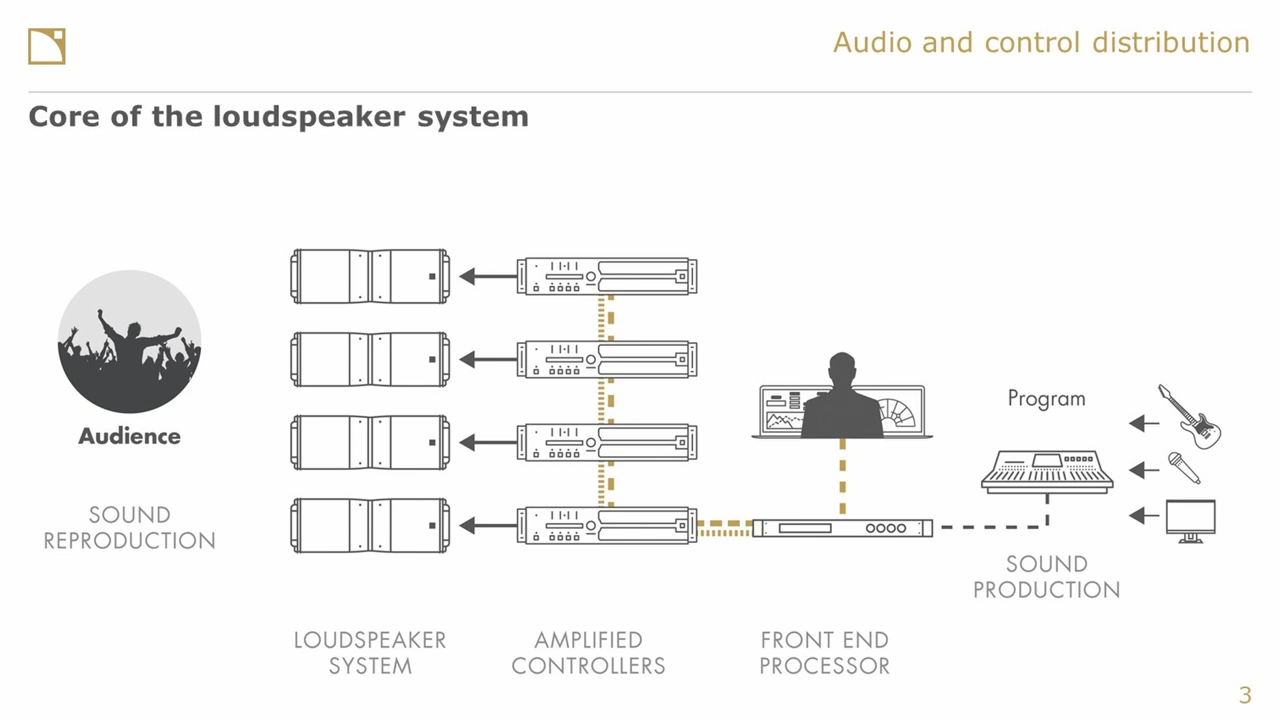 Audio and control distribution
Core of the loudspeaker system
Audience
Program
SOUND
REPRODUCTION
SOUND
PRODUCTION
LOUDSPEAKER
SYSTEM
AMPLIFIED
CONTROLLERS
FRONT END
PROCESSOR
3